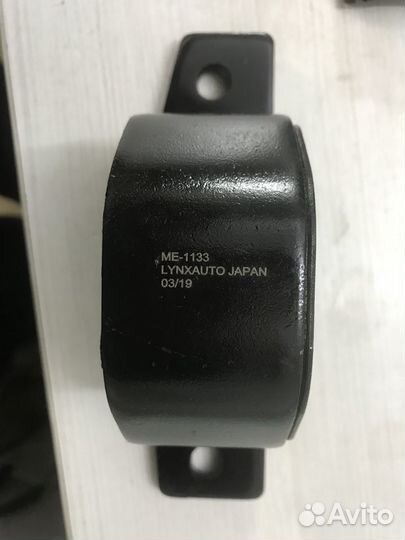 ME-1133
LYNXAUTO JAPAN
03/19
Avito